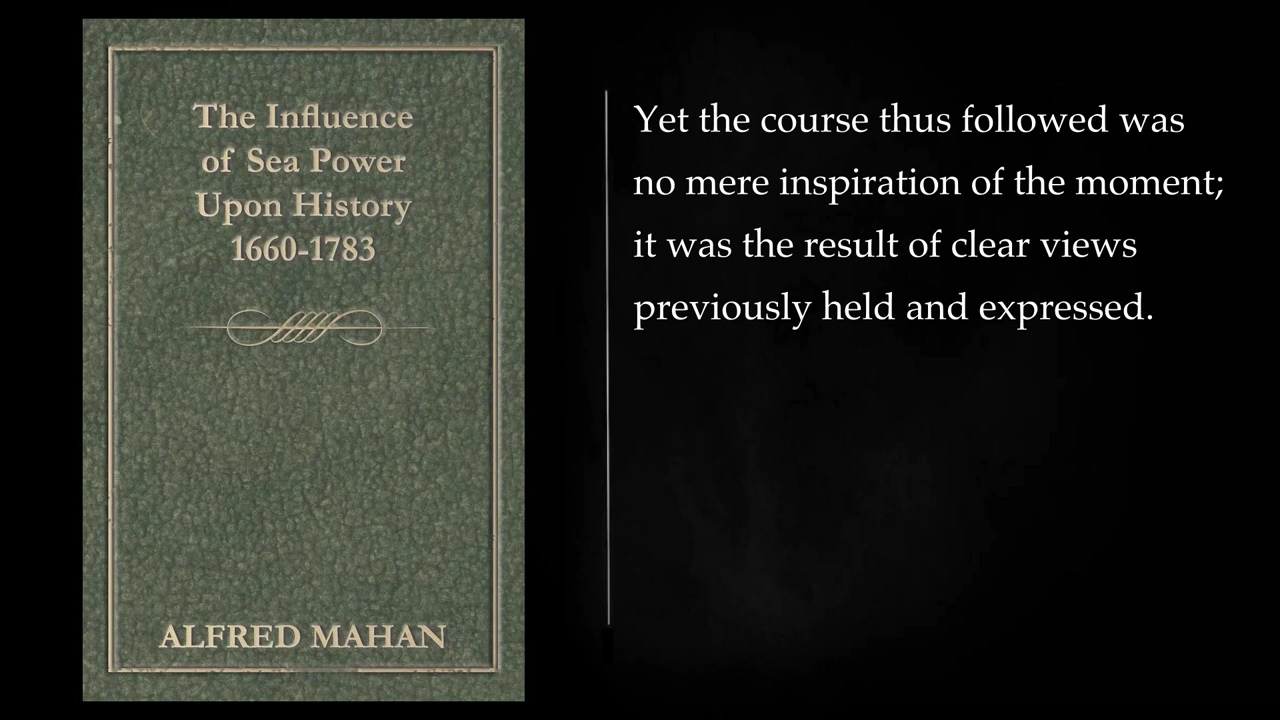 The Influence
of Sea Power
Upon History
1660-1783
ALFRED MAHAN
Yet the course thus followed was
no mere inspiration of the moment;
it was the result of clear views
previously held and expressed.